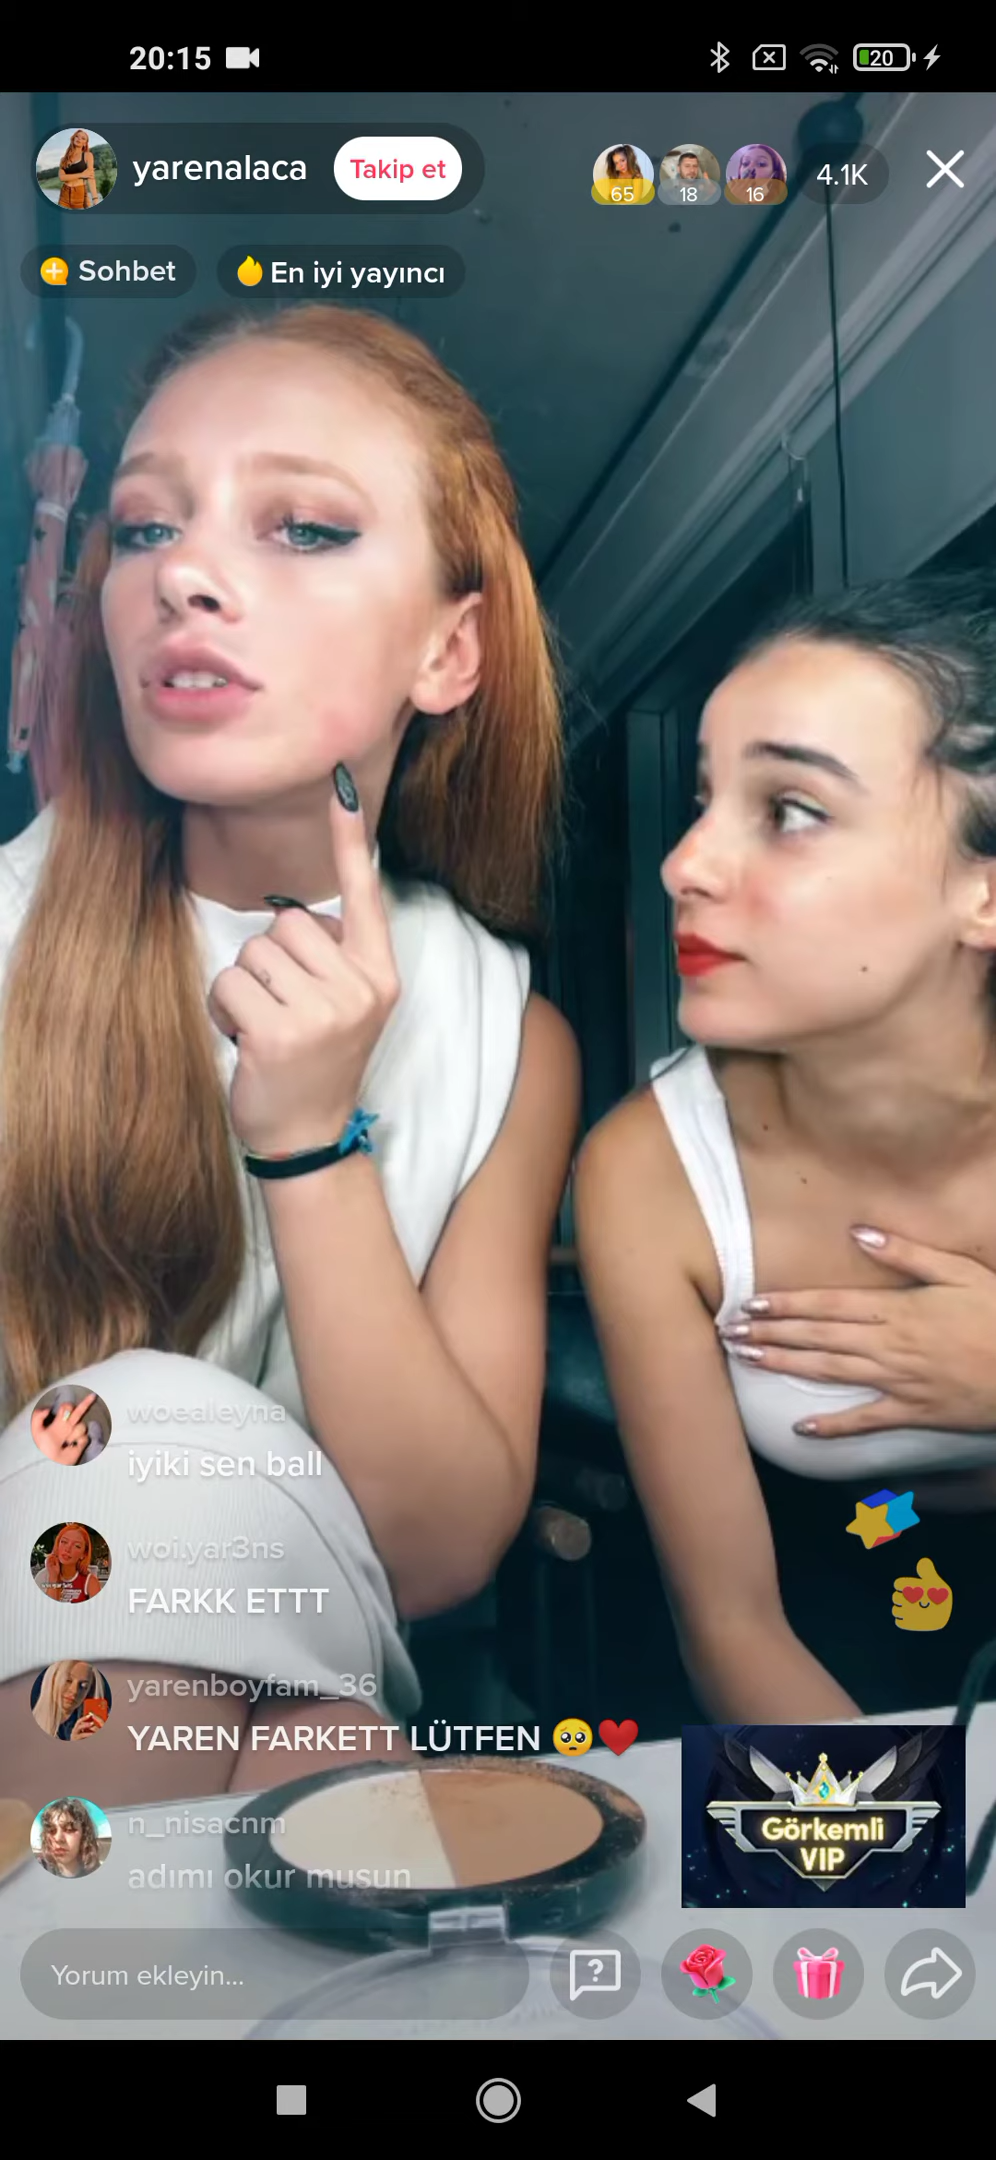 20:15
20
yarenalaca
Takip et
65
18
16
4.1K
Sohbet
En iyi yayıncı
woealeyna
iyiki sen ball
woi.yar3ns
FARKK ETTT
yarenboyfam_36
YAREN FARKETT LÜTFEN 🥺❤️
n_nisacnm
adımı okur musun
Görkemli
VIP
Yorum ekleyin...